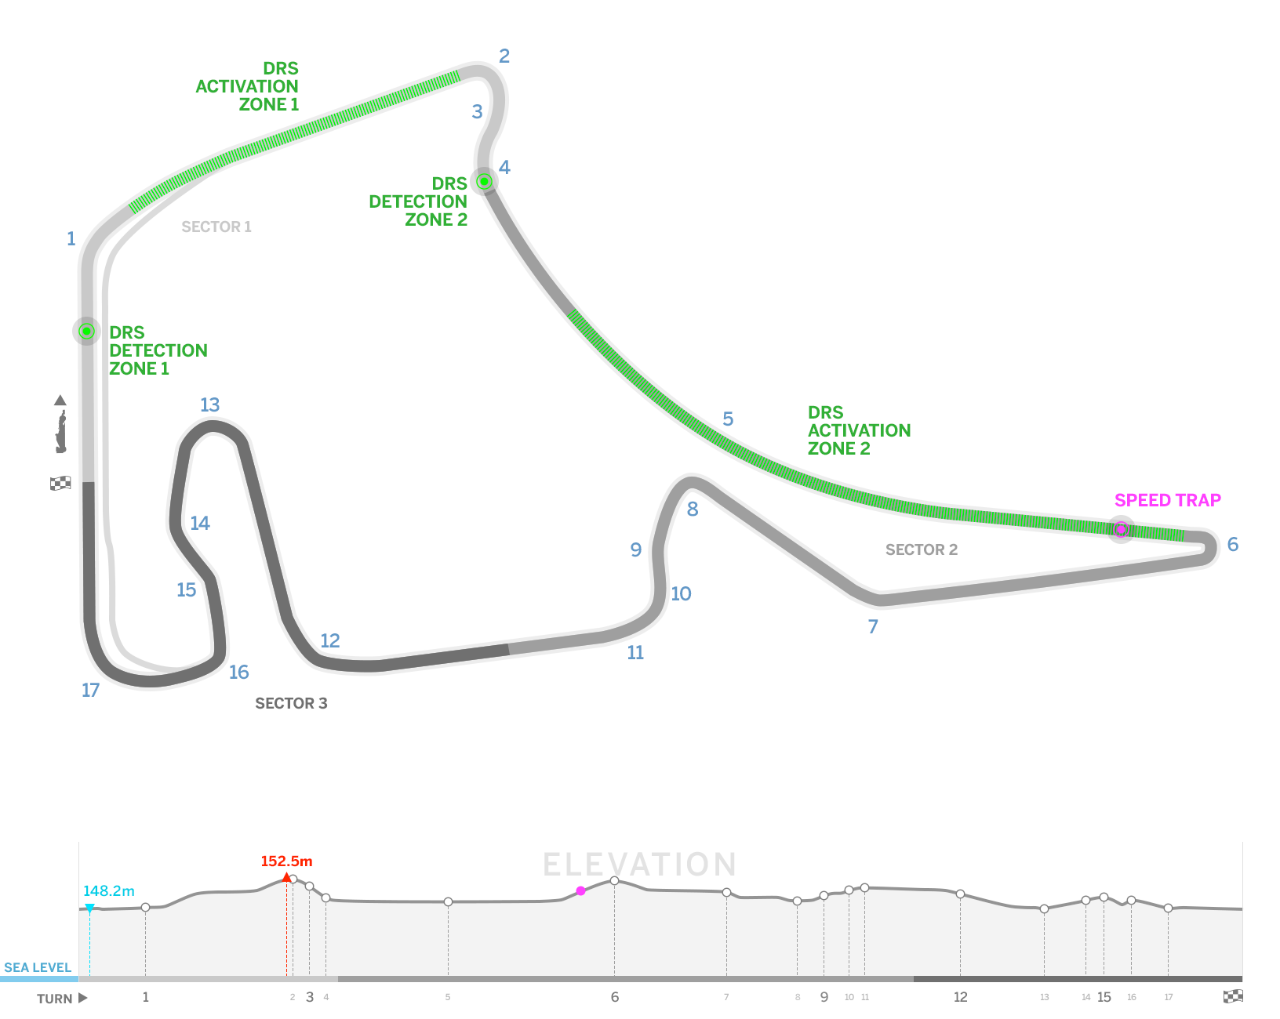 2
DRS
ACTIVATION
ZONE 1
3
4
DRS
DETECTION
ZONE 2
SECTOR 1
1
DRS
DETECTION
ZONE 1
13
5
DRS
ACTIVATION
ZONE 2
SPEED TRAP
8
14
6
9
SECTOR 2
15
10
7
12
11
16
17
SECTOR 3
ELEVATION
152.5m
148.2m
SEA LEVEL
TURN 1 2 3 4 5 6 7 8 9 10 11 12 13 14 15 16 17